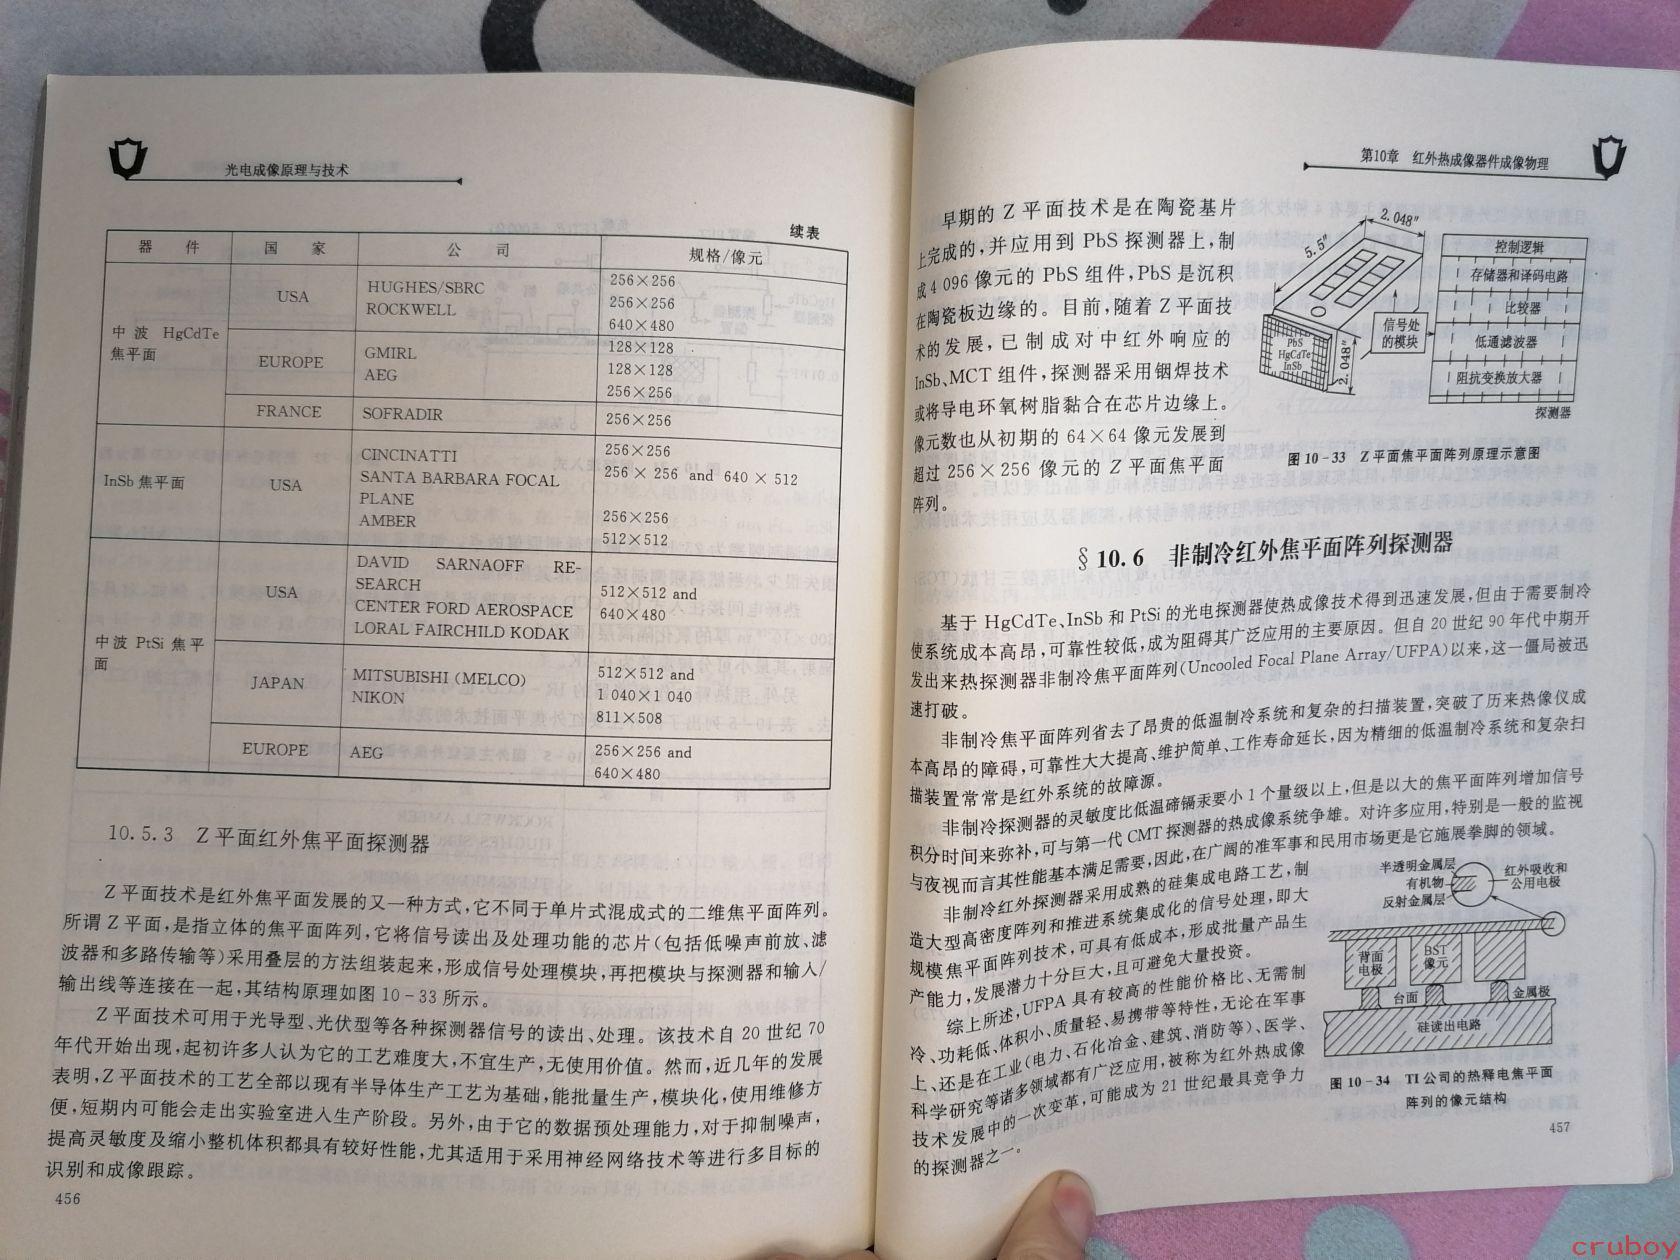 光电成像原理与技术
续表
器 件 国 家 公 司 规格/像元
中波 HgCdTe
焦平面
USA
HUGHES/SBRC
ROCKWELL
256×256
256×256
640×480
EUROPE
GMIRL
AEG
128×128
128×128
256×256
FRANCE SOFRADIR 256×256
InSb 焦平面
USA
CINCINATTI
SANTA BARBARA FOCAL
PLANE
AMBER
256×256
256×256 and 640×512
256×256
512×512
中波 PtSi 焦平
面
USA
DAVID SARNAOFF RE-
SEARCH
CENTER FORD AEROSPACE
LORAL FAIRCHILD KODAK
512×512 and
640×480
JAPAN
MITSUBISHI (MELCO)
NIKON
512×512 and
1 040×1 040
811×508
EUROPE AEG
256×256 and
640×480
10.5.3 Z 平面红外焦平面探测器
Z 平面技术是红外焦平面发展的又一种方式,它不同于单片式混成式的二维焦平面阵列。
所谓 Z 平面,是指立体的焦平面阵列,它将信号读出及处理功能的芯片(包括低噪声前放、滤
波器和多路传输等)采用叠层的方法组装起来,形成信号处理模块,再把模块与探测器和输入/
输出线等连接在一起,其结构原理如图 10-33 所示。
Z 平面技术可用于光导型、光伏型等各种探测器信号的读出、处理。该技术自 20 世纪 70
年代开始出现,起初许多人认为它的工艺难度大,不宜生产,无使用价值。然而,近几年的发展
表明,Z 平面技术的工艺全部以现有半导体生产工艺为基础,能批量生产,模块化,使用维修方
便,短期内可能会走出实验室进入生产阶段。另外,由于它的数据预处理能力,对于抑制噪声,
提高灵敏度及缩小整机体积都具有较好性能,尤其适用于采用神经网络技术等进行多目标的
识别和成像跟踪。
456
第10章 红外热成像器件成像物理
早期的 Z 平面技术是在陶瓷基片
上完成的,并应用到 PbS 探测器上,制
成 4 096 像元的 PbS 组件,PbS 是沉积
在陶瓷板边缘的。目前,随着 Z 平面技
术的发展,已制成对中红外响应的
InSb、MCT 组件,探测器采用铟焊技术
或将导电环氧树脂黏合在芯片边缘上。
像元数也从初期的 64×64 像元发展到
超过 256×256 像元的 Z 平面焦平面
阵列。
2.048″
5.5″
2.048″
PbS
HgCdTe
InSb
信号处
的模块
控制逻辑
存储器和译码电路
比较器
低通滤波器
阻抗变换放大器
探测器
图 10-33 Z 平面焦平面阵列原理示意图
§10.6 非制冷红外焦平面阵列探测器
基于 HgCdTe、InSb 和 PtSi 的光电探测器使热成像技术得到迅速发展,但由于需要制冷
使系统成本高昂,可靠性较低,成为阻碍其广泛应用的主要原因。但自 20 世纪 90 年代中期开
发出来热探测器非制冷焦平面阵列(Uncooled Focal Plane Array/UFPA)以来,这一僵局被迅
速打破。
非制冷焦平面阵列省去了昂贵的低温制冷系统和复杂的扫描装置,突破了历来热像仪成
本高昂的障碍,可靠性大大提高、维护简单、工作寿命延长,因为精细的低温制冷系统和复杂扫
描装置常常是红外系统的故障源。
非制冷探测器的灵敏度比低温碲镉汞要小 1 个量级以上,但是以大的焦平面阵列增加信号
积分时间来弥补,可与第一代 CMT 探测器的热成像系统争雄。对许多应用,特别是一般的监视
与夜视而言其性能基本满足需要,因此,在广阔的准军事和民用市场更是它施展拳脚的领域。
非制冷红外探测器采用成熟的硅集成电路工艺,制
造大型高密度阵列和推进系统集成化的信号处理,即大
规模焦平面阵列技术,可具有低成本,形成批量产品生
产能力,发展潜力十分巨大,且可避免大量投资。
综上所述,UFPA 具有较高的性能价格比、无需制
冷、功耗低、体积小、质量轻、易携带等特性,无论在军事
上、还是在工业(电力、石化冶金、建筑、消防等)、医学、
科学研究等诸多领域都有广泛应用,被称为红外热成像
技术发展中的一次变革,可能成为 21 世纪最具竞争力
的探测器之一。
半透明金属层
有机物
反射金属层
红外吸收和
公用电极
背面
电极
BST
像元
台面
金属极
硅读出电路
图 10-34 TI 公司的热释电焦平面
阵列的像元结构
457
cruboy